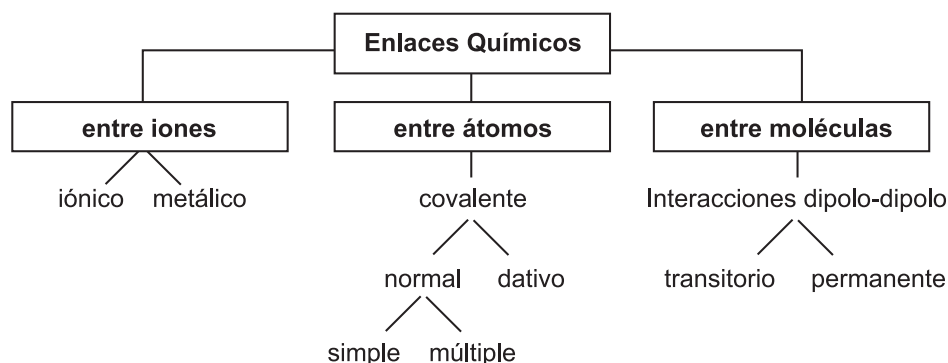 Enlaces Químicos
entre iones
entre átomos
entre moléculas
iónico metálico
covalente
Interacciones dipolo-dipolo
normal dativo
transitorio permanente
simple múltiple